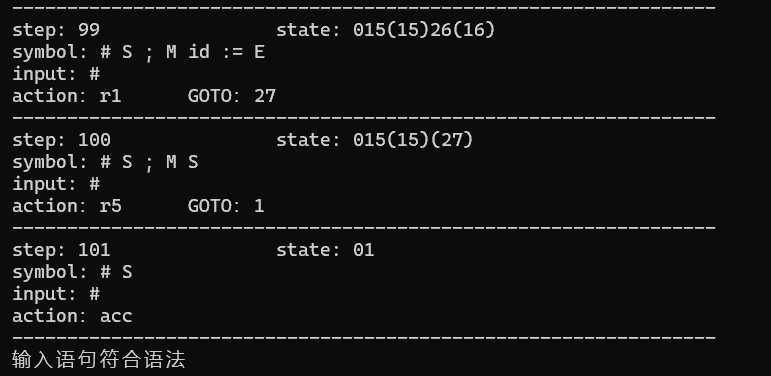 ----------------------------------------------------------------
step: 99                state: 015(15)26(16)
symbol: # S ; M id := E
input: #
action: r1      GOTO: 27
----------------------------------------------------------------
step: 100               state: 015(15)(27)
symbol: # S ; M S
input: #
action: r5      GOTO: 1
----------------------------------------------------------------
step: 101               state: 01
symbol: # S
input: #
action: acc
----------------------------------------------------------------
输入语句符合语法